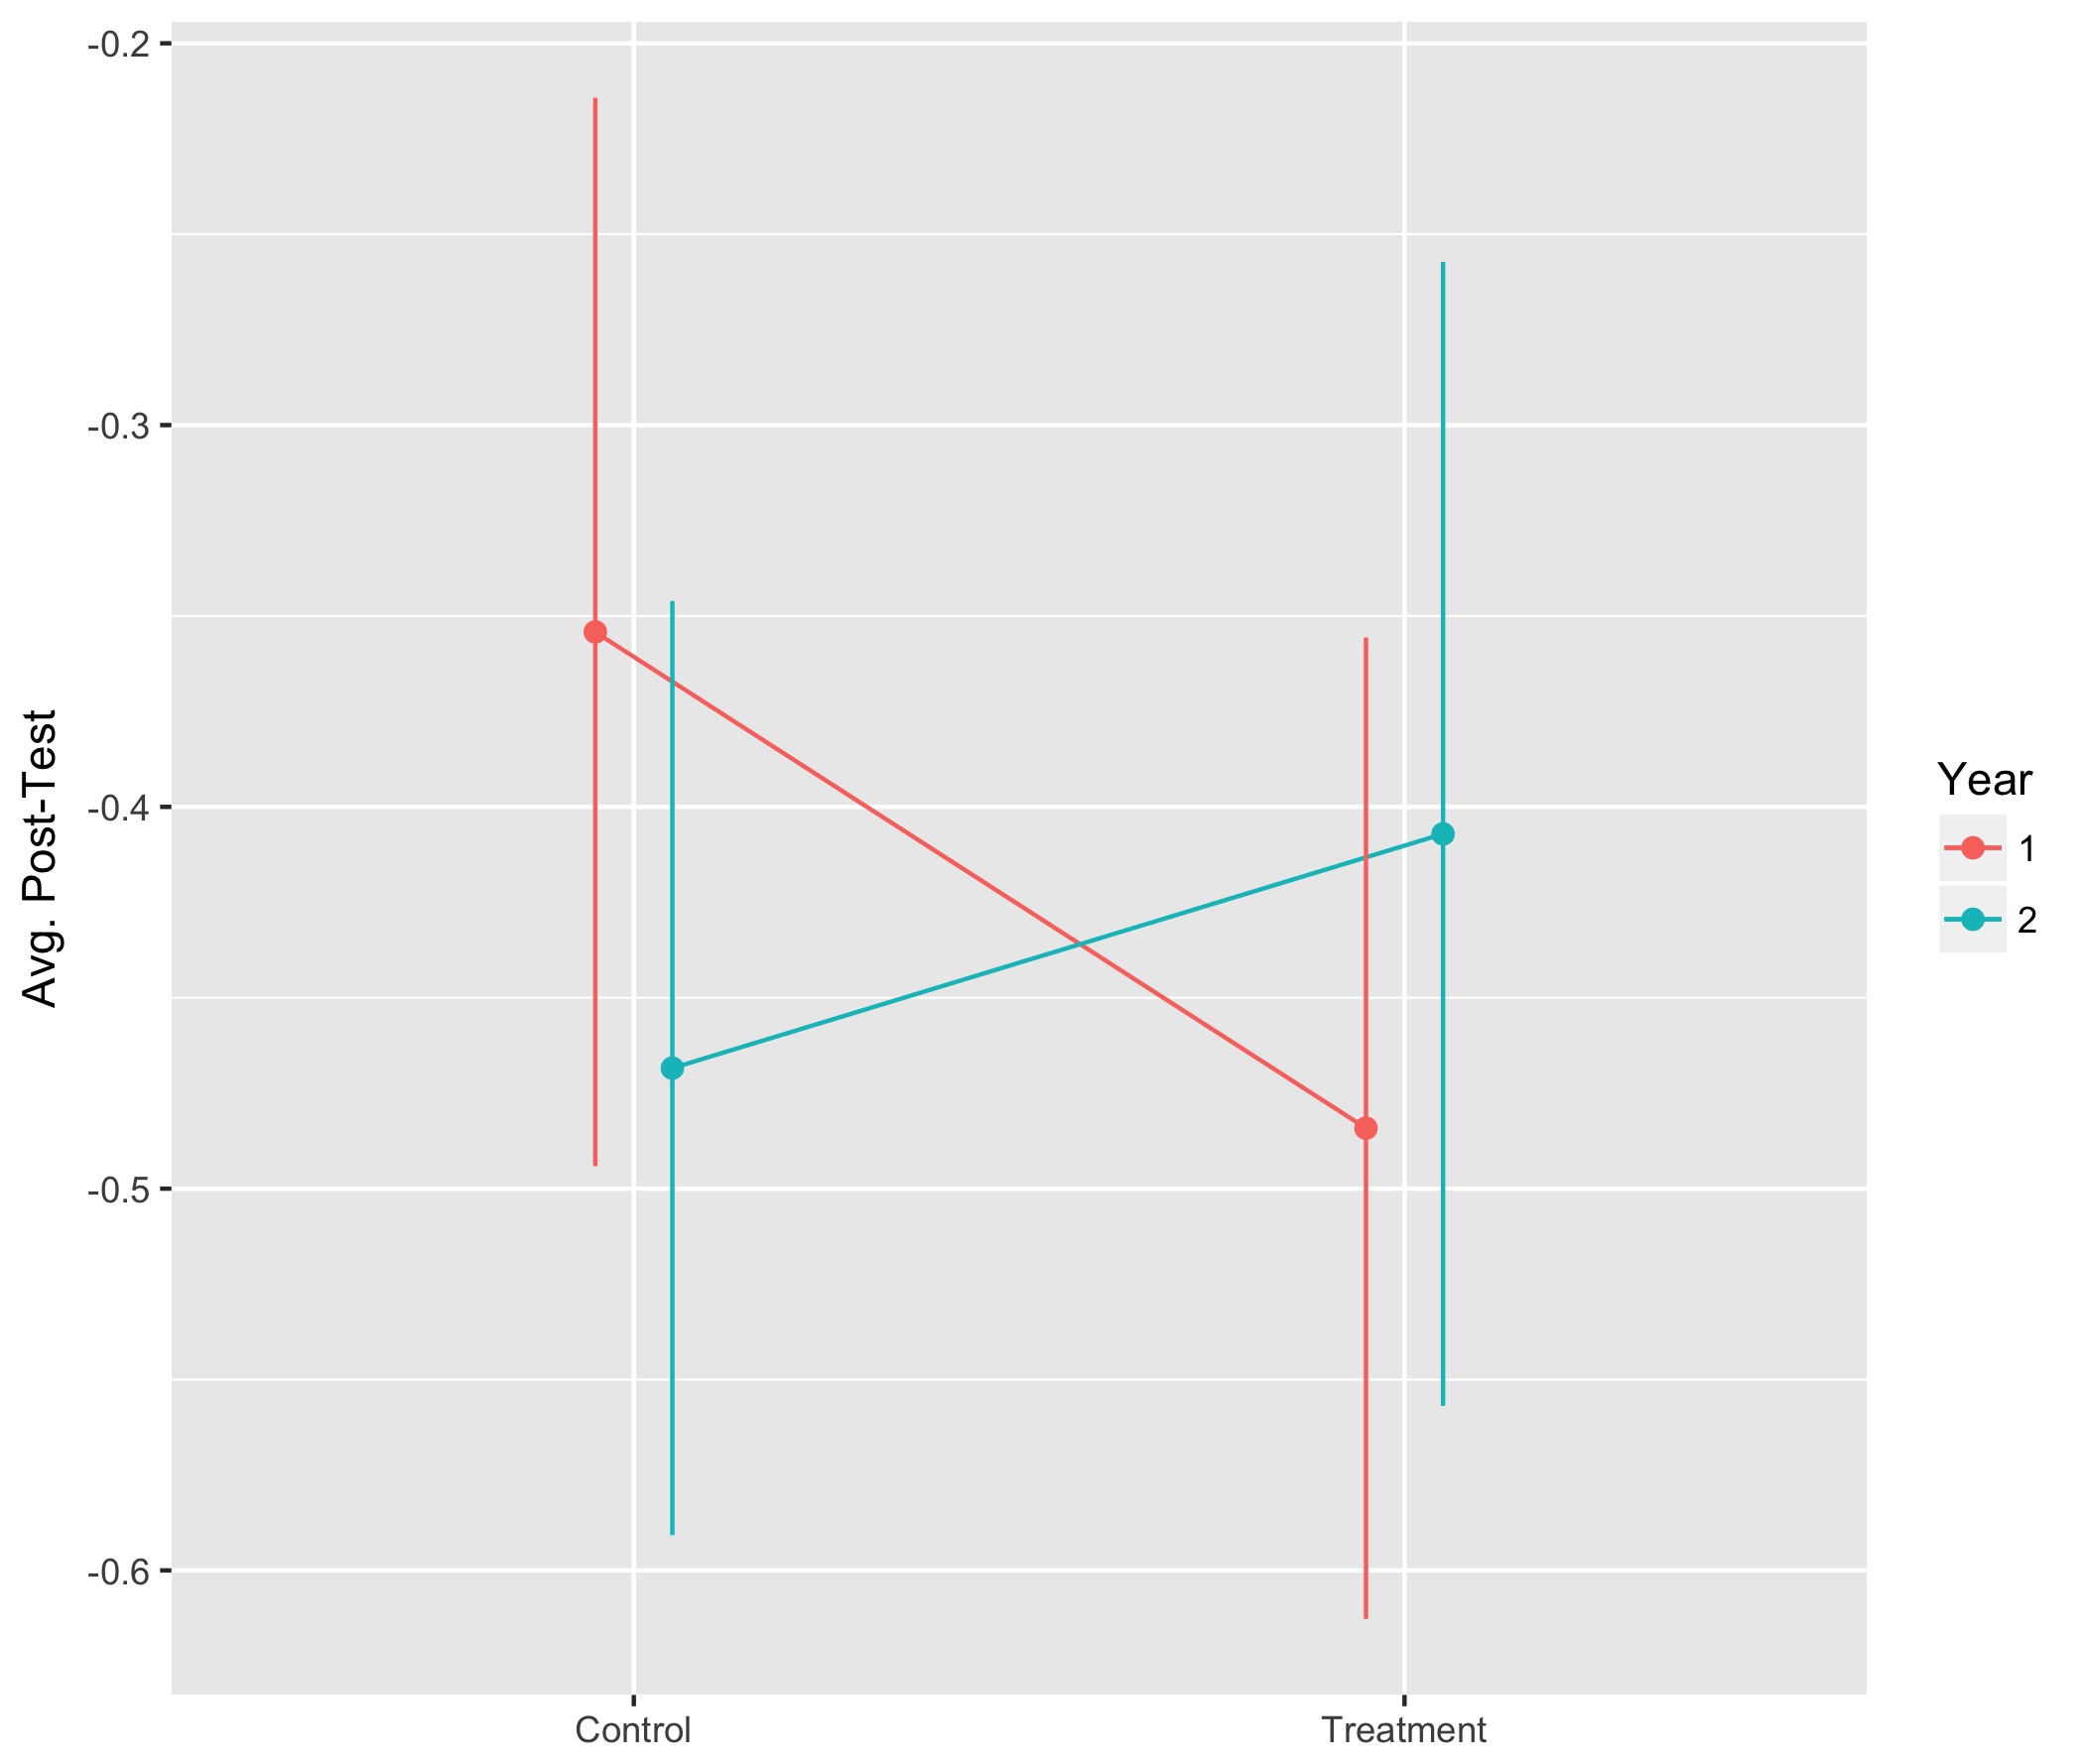 Avg. Post-Test
-0.2
-0.3
-0.4
-0.5
-0.6
Control
Treatment
Year
1
2